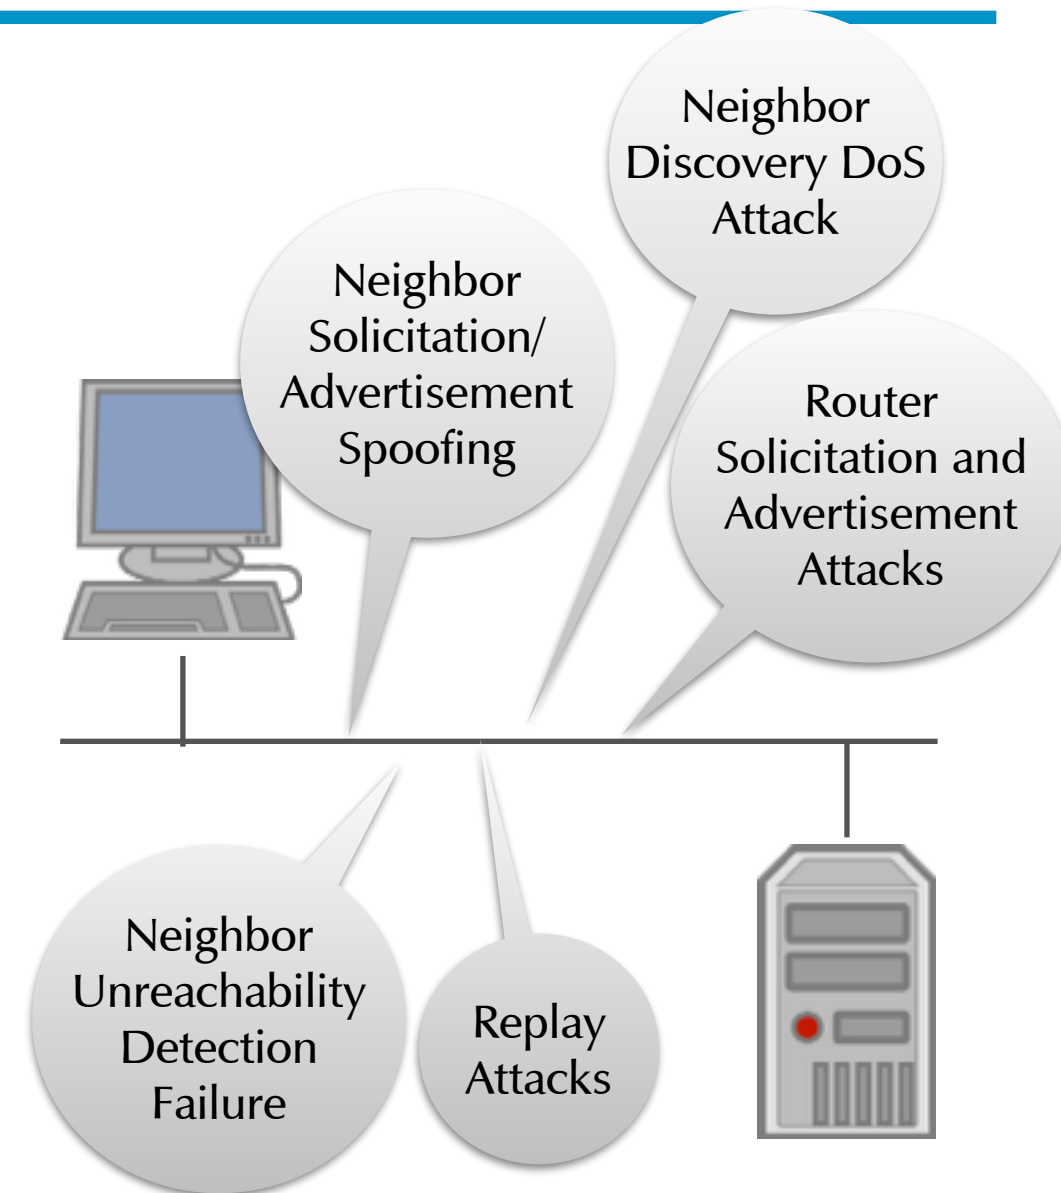 Neighbor
Discovery DoS
Attack
Neighbor
Solicitation/
Advertisement
Spoofing
Router
Solicitation and
Advertisement
Attacks
Neighbor
Unreachability
Detection
Failure
Replay
Attacks